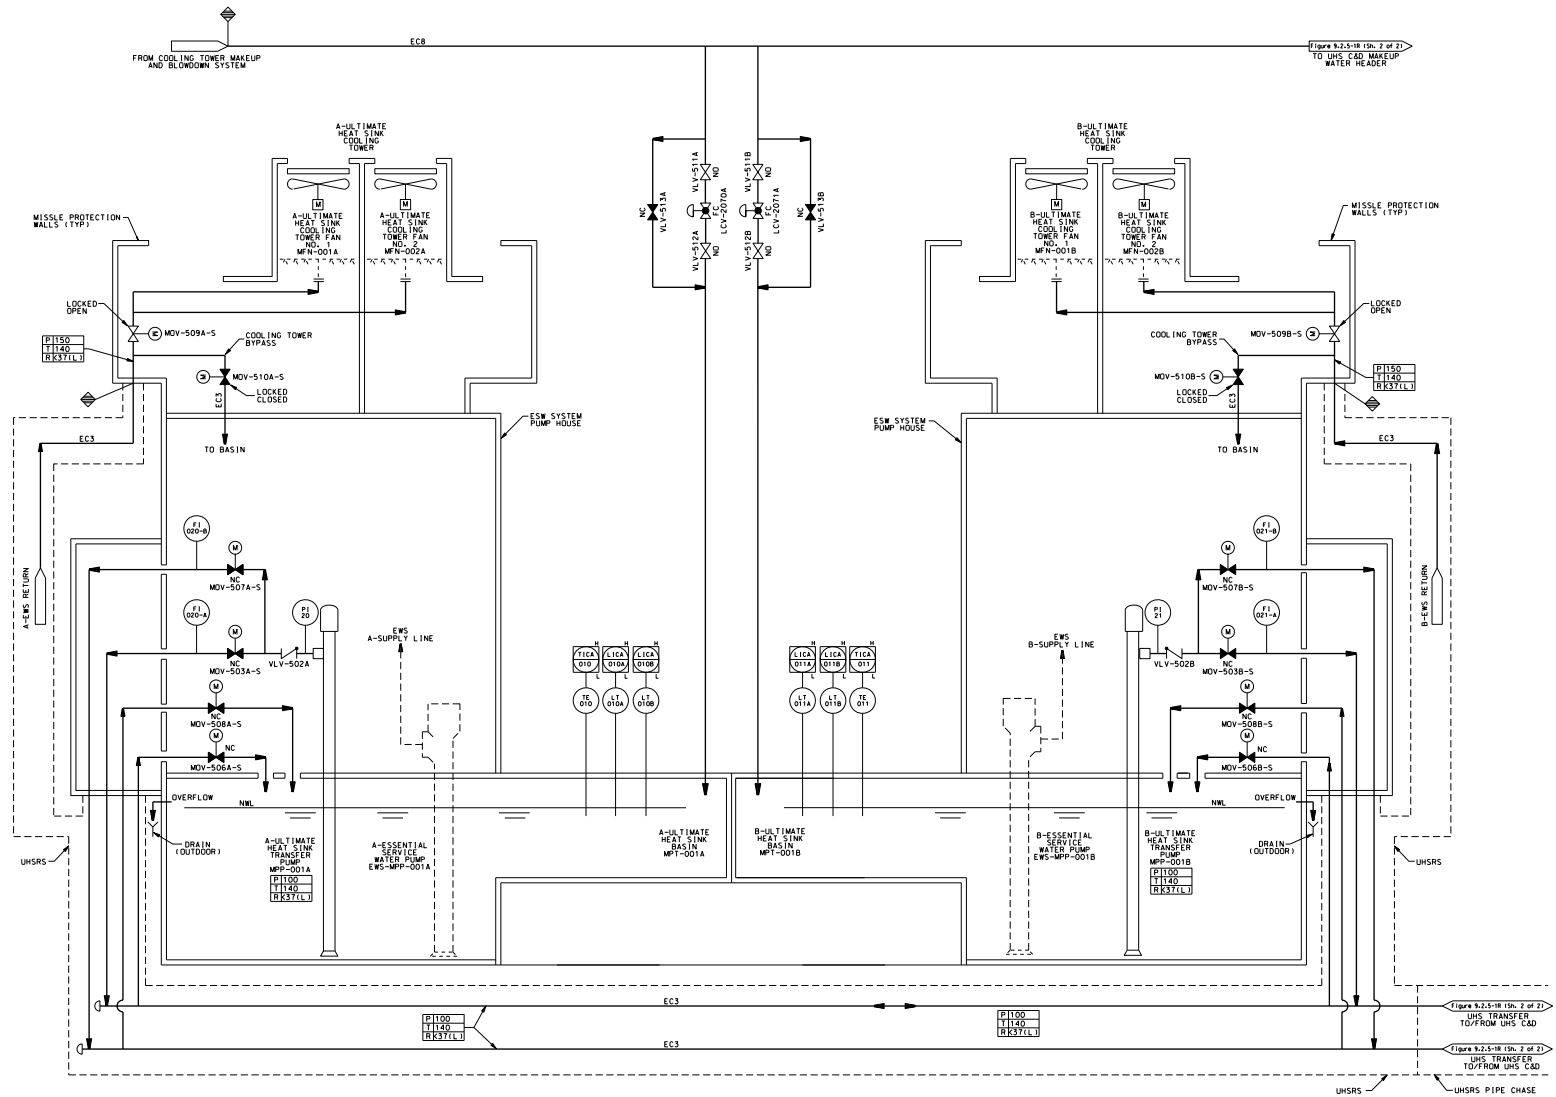 EC8
Figure 9.2.5-1R (Sh. 2 of 2)
FROM COOLING TOWER MAKEUP
AND BLOWDOWN SYSTEM
TO UHS C&D MAKEUP
WATER HEADER
A-ULTIMATE
HEAT SINK
COOLING
TOWER
B-ULTIMATE
HEAT SINK
COOLING
TOWER
VLV-511A
NO
VLV-511B
NO
NC
VLV-513A
FC
LCV-2070A
FC
LCV-2071A
NC
VLV-513B
VLV-512A
NO
VLV-512B
NO
M
M
M
M
MISSLE PROTECTION
WALLS (TYP)
A-ULTIMATE
HEAT SINK
COOLING
TOWER FAN
NO. 1
MFN-001A
A-ULTIMATE
HEAT SINK
COOLING
TOWER FAN
NO. 2
MFN-002A
B-ULTIMATE
HEAT SINK
COOLING
TOWER FAN
NO. 1
MFN-001B
B-ULTIMATE
HEAT SINK
COOLING
TOWER FAN
NO. 2
MFN-002B
MISSLE PROTECTION
WALLS (TYP)
LOCKED
OPEN
M
MOV-509A-S
P 150
T 140
R <37(L)
COOLING TOWER
BYPASS
M
MOV-510A-S
LOCKED
CLOSED
EC3
TO BASIN
ESW SYSTEM
PUMP HOUSE
LOCKED
OPEN
MOV-509B-S
M
COOLING TOWER
BYPASS
P 150
T 140
R <37(L)
MOV-510B-S
M
LOCKED
CLOSED
EC3
TO BASIN
ESW SYSTEM
PUMP HOUSE
EC3
EC3
A-EWS RETURN
B-EWS RETURN
FI
020-B
M
NC
MOV-507A-S
FI
020-A
M
NC
MOV-503A-S
PI
20
VLV-502A
M
NC
MOV-508A-S
M
NC
MOV-506A-S
EWS
A-SUPPLY LINE
TICA
010
H
L
LICA
010A
H
L
LICA
010B
H
L
TE
010
LT
010A
LT
010B
LICA
011A
H
L
LICA
011B
H
L
TICA
011
H
L
LT
011A
LT
011B
TE
011
EWS
B-SUPPLY LINE
PI
21
VLV-502B
FI
021-B
M
NC
MOV-507B-S
FI
021-A
M
NC
MOV-503B-S
M
NC
MOV-508B-S
M
NC
MOV-506B-S
OVERFLOW
NWL
NWL
OVERFLOW
DRAIN
(OUTDOOR)
A-ULTIMATE
HEAT SINK
TRANSFER
PUMP
MPP-001A
P 100
T 140
R <37(L)
A-ESSENTIAL
SERVICE
WATER PUMP
EWS-MPP-001A
A-ULTIMATE
HEAT SINK
BASIN
MPT-001A
B-ULTIMATE
HEAT SINK
BASIN
MPT-001B
B-ESSENTIAL
SERVICE
WATER PUMP
EWS-MPP-001B
B-ULTIMATE
HEAT SINK
TRANSFER
PUMP
MPP-001B
P 100
T 140
R <37(L)
DRAIN
(OUTDOOR)
UHSRS
UHSRS
EC3
P 100
T 140
R <37(L)
P 100
T 140
R <37(L)
Figure 9.2.5-1R (Sh. 2 of 2)
UHS TRANSFER
TO/FROM UHS C&D
EC3
Figure 9.2.5-1R (Sh. 2 of 2)
UHS TRANSFER
TO/FROM UHS C&D
UHSRS
UHSRS PIPE CHASE